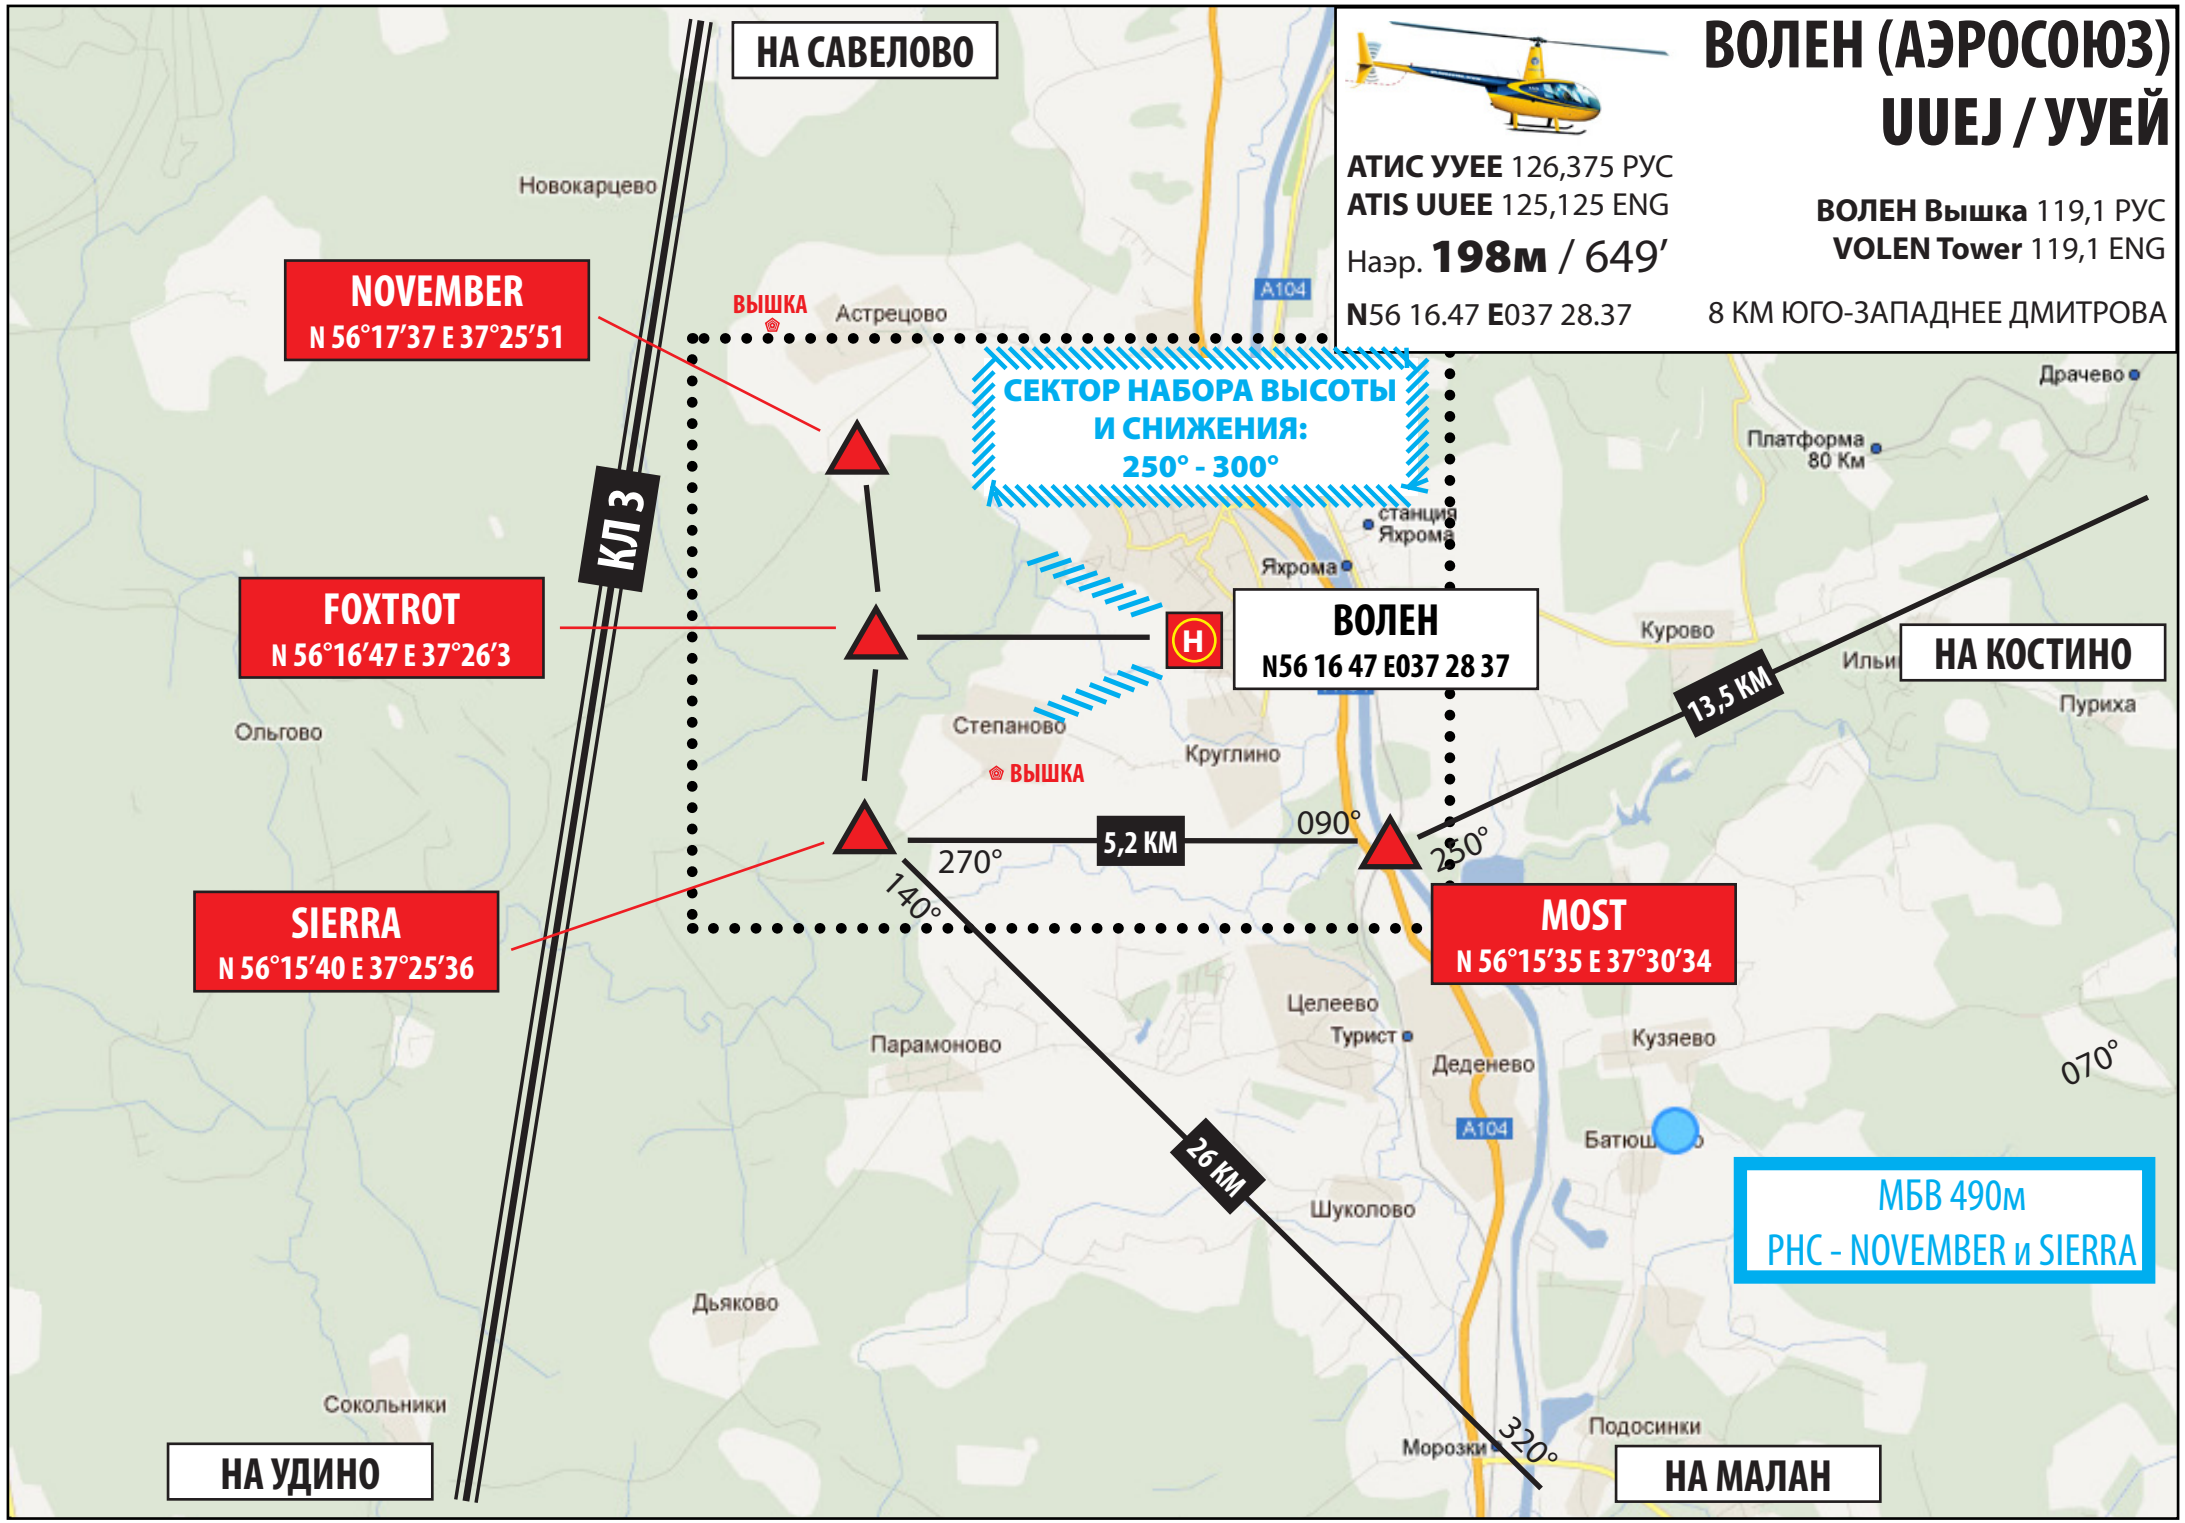 НА САВЕЛОВО
ВОЛЕН (АЭРОСОЮЗ)
UUEJ / УУЕЙ
АТИС УУЕЕ 126,375 РУС
ATIS UUEE 125,125 ENG
Наэр. 198м / 649′
N56 16.47 E037 28.37
ВОЛЕН Вышка 119,1 РУС
VOLEN Tower 119,1 ENG
8 КМ ЮГО-ЗАПАДНЕЕ ДМИТРОВА
Новокарцево
NOVEMBER
N 56°17′37 E 37°25′51
ВЫШКА
Астрецово
A104
СЕКТОР НАБОРА ВЫСОТЫ
И СНИЖЕНИЯ:
250° - 300°
Драчево
Платформа
80 Км
КЛ 3
станция
Яхрома
Яхрома
FOXTROT
N 56°16′47 E 37°26′3
H
ВОЛЕН
N56 16 47 E037 28 37
Курово
НА КОСТИНО
13,5 КМ
Пуриха
Ольгово
Степаново
Круглино
ВЫШКА
5,2 КМ
090°
270°
250°
140°
SIERRA
N 56°15′40 E 37°25′36
MOST
N 56°15′35 E 37°30′34
Целеево
Турист
Парамоново
Кузяево
Деденево
070°
A104
26 КМ
МБВ 490м
РНС - NOVEMBER и SIERRA
Шуколово
Дьяково
Сокольники
Подосинки
Морозки
320°
НА УДИНО
НА МАЛАН